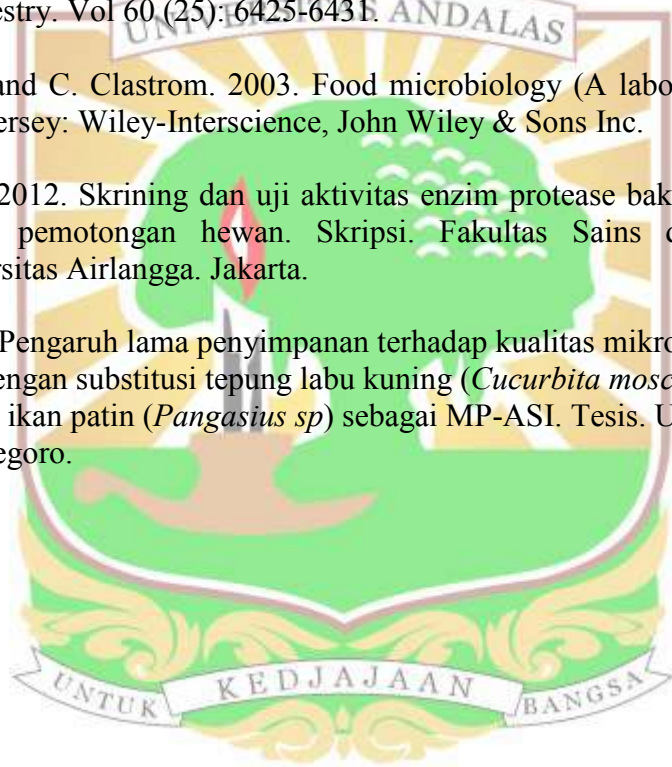 estry. Vol 60 (25): 6425-6431.
UNIVERSITAS ANDALAS
and C. Clastrom. 2003. Food microbiology (A labo
ersey: Wiley-Interscience, John Wiley & Sons Inc.
2012. Skrining dan uji aktivitas enzim protease bak
pemotongan hewan. Skripsi. Fakultas Sains d
rsitas Airlangga. Jakarta.
Pengaruh lama penyimpanan terhadap kualitas mikro
engan substitusi tepung labu kuning (Cucurbita mosc
ikan patin (Pangasius sp) sebagai MP-ASI. Tesis. U
egoro.
UNTUK KEDJAJAAN BANGSA